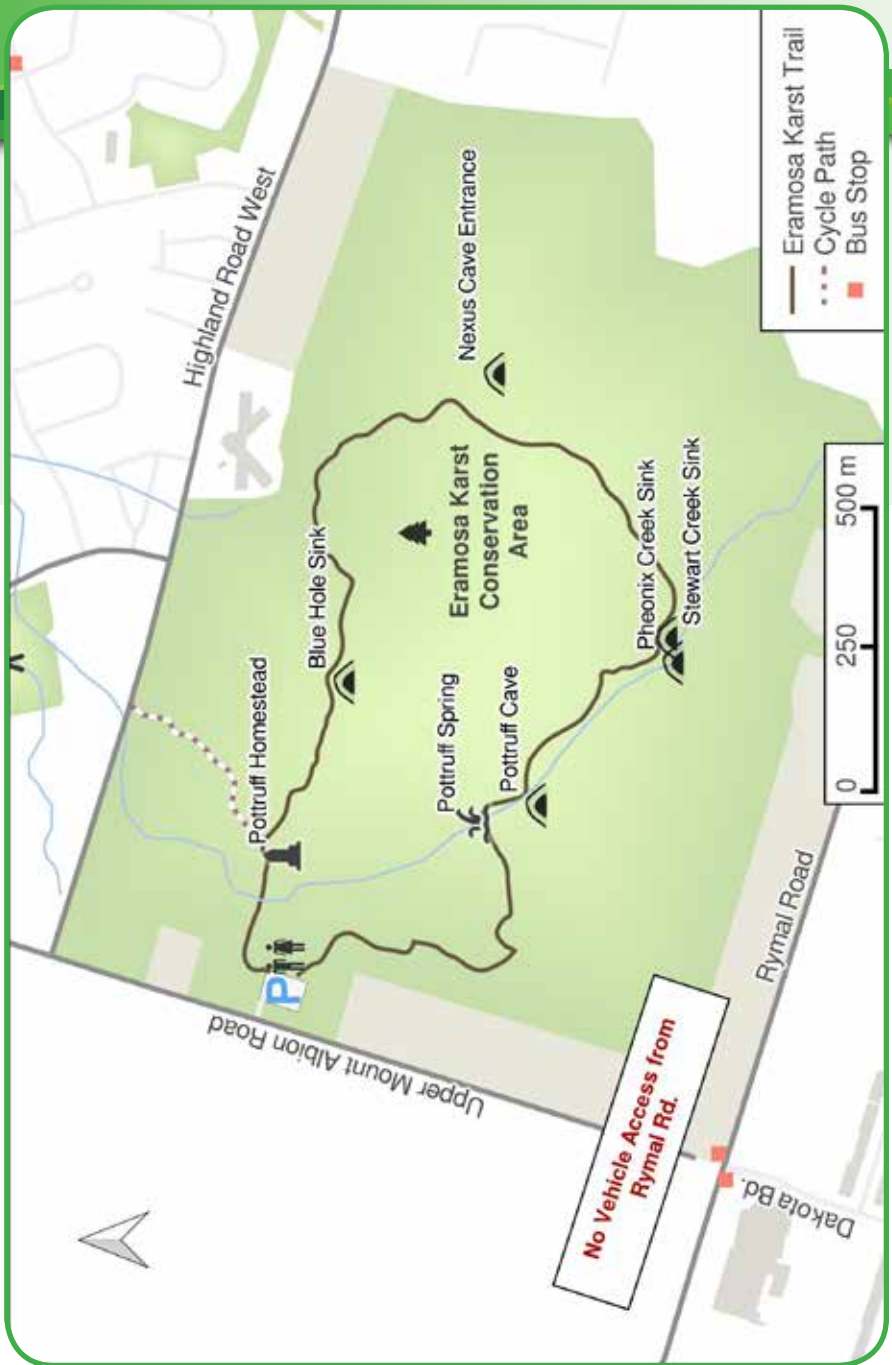 Highland Road West
Nexus Cave Entrance
Blue Hole Sink
Eramosa Karst
Conservation
Area
Pottruff Homestead
Pottruff Spring
Pottruff Cave
Pheonix Creek Sink
Stewart Creek Sink
P
Upper Mount Albion Road
Rymal Road
Dakota Bd.
No Vehicle Access from
Rymal Rd.
Eramosa Karst Trail
Cycle Path
Bus Stop
0 250 500 m